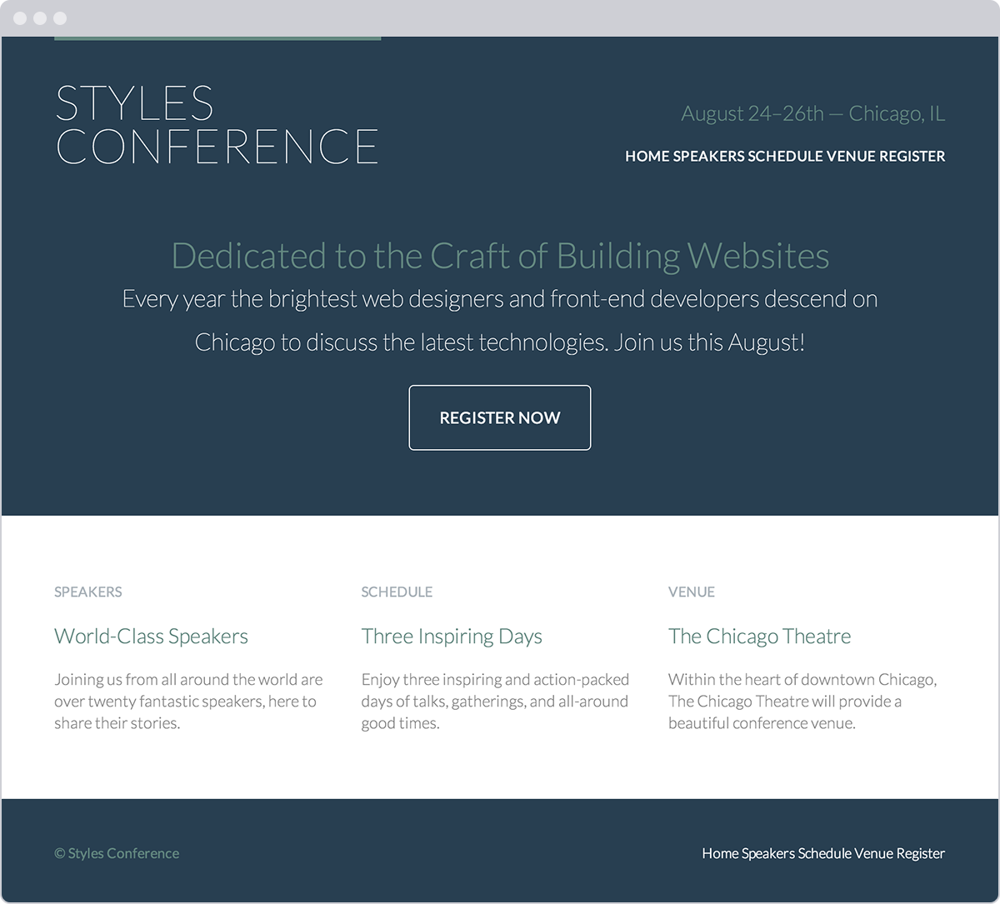 STYLES
CONFERENCE
August 24–26th — Chicago, IL
HOME SPEAKERS SCHEDULE VENUE REGISTER
Dedicated to the Craft of Building Websites
Every year the brightest web designers and front-end developers descend on
Chicago to discuss the latest technologies. Join us this August!
REGISTER NOW
SPEAKERS
World-Class Speakers
Joining us from all around the world are
over twenty fantastic speakers, here to
share their stories.
SCHEDULE
Three Inspiring Days
Enjoy three inspiring and action-packed
days of talks, gatherings, and all-around
good times.
VENUE
The Chicago Theatre
Within the heart of downtown Chicago,
The Chicago Theatre will provide a
beautiful conference venue.
© Styles Conference
Home Speakers Schedule Venue Register